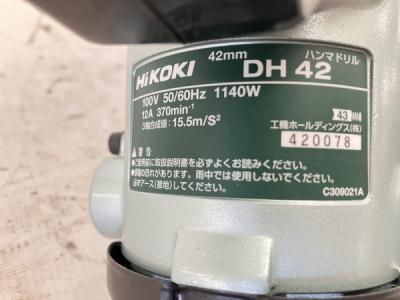 HiKOKI 42mm DH 42 ハンマドリル
100V 50/60Hz 1140W
12A 370min⁻¹
3軸合成値: 15.5m/S²
43
工機ホールディングス(株)
420078
⚠警告
●ご使用前に取扱説明書を必ずよくお読みください。
●感電の恐れがあります。雨中では使用しないでください。
必ずアース(接地)してください。
C309021A